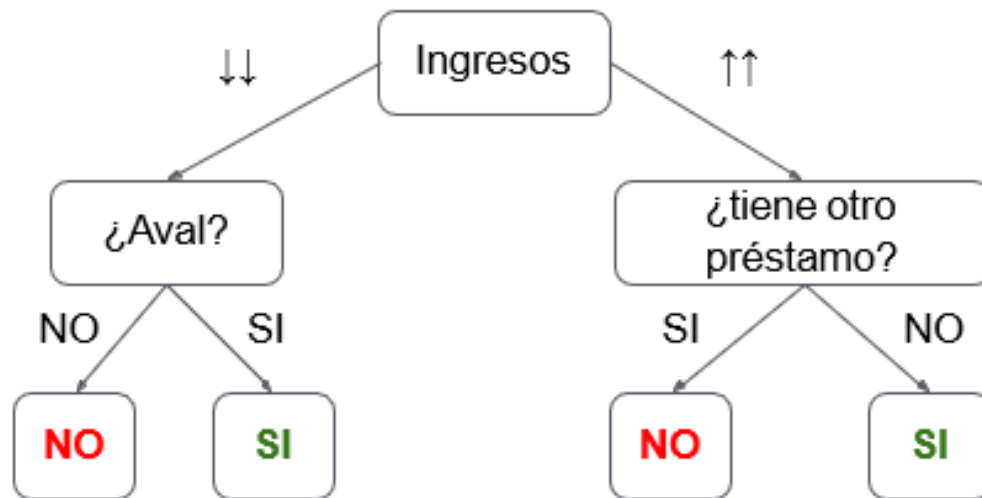 ↓↓
Ingresos
↑↑
¿Aval?
¿tiene otro
préstamo?
NO
SI
SI
NO
NO
SI
NO
SI